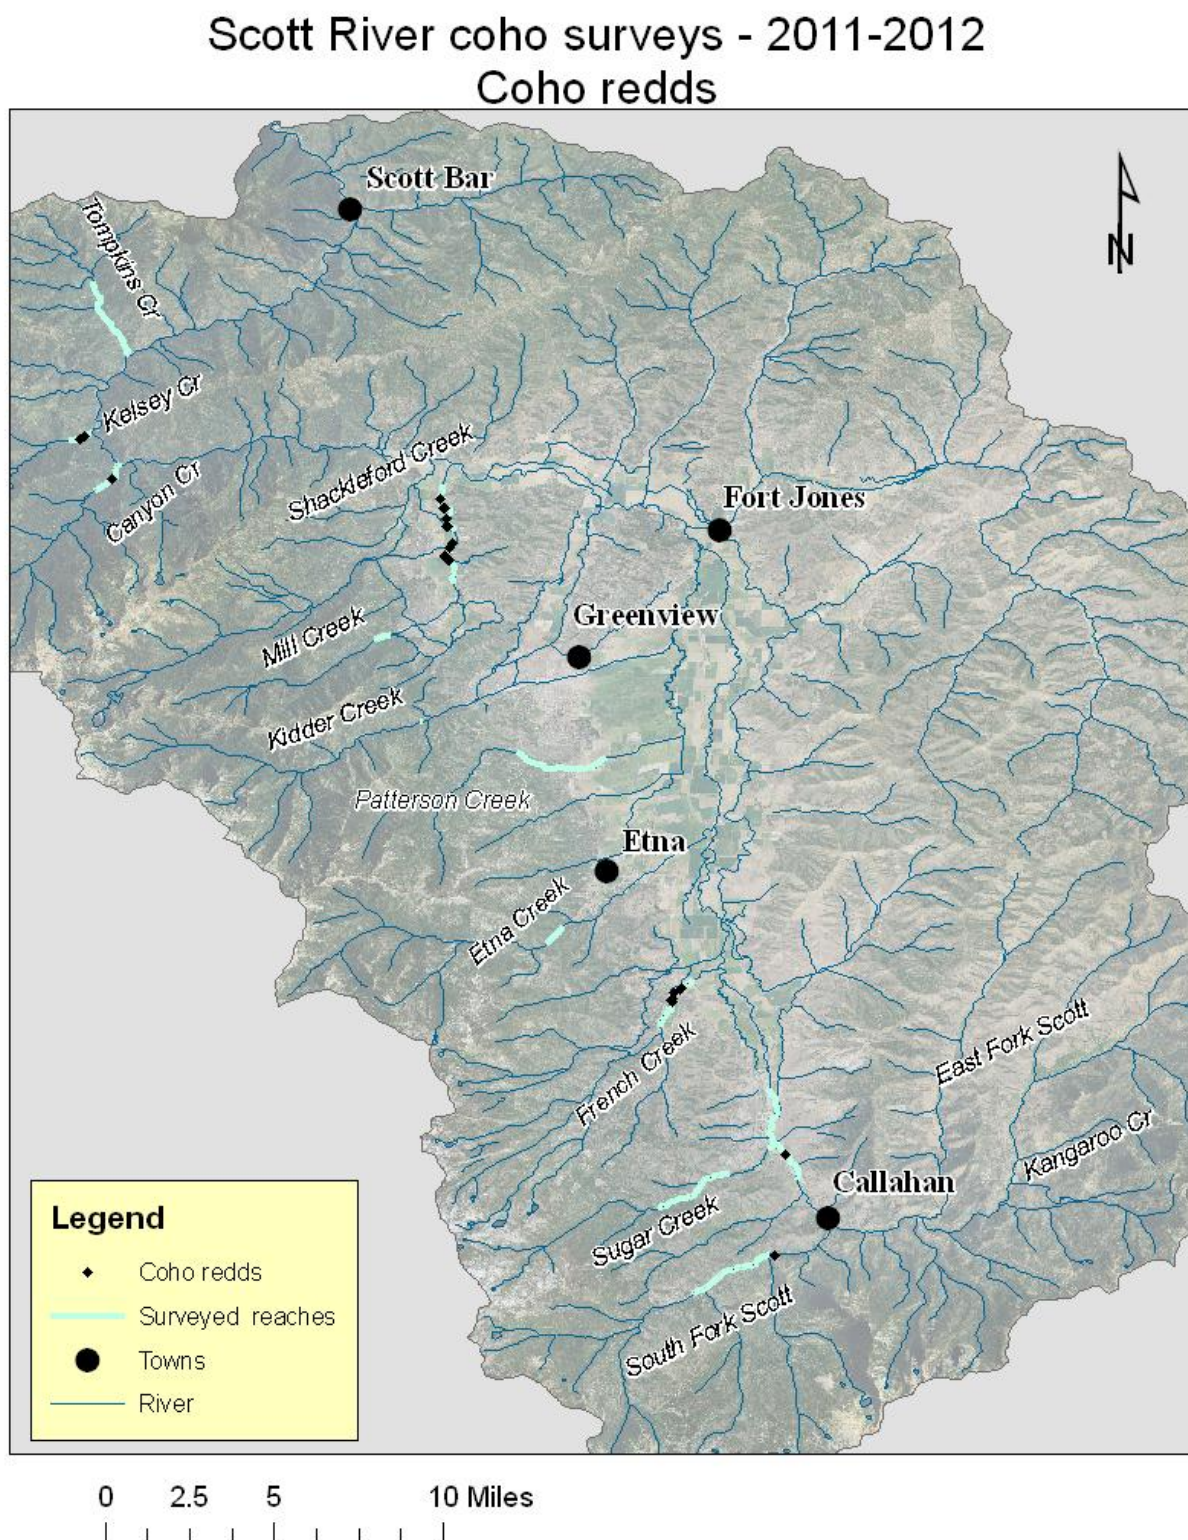 Scott River coho surveys - 2011-2012
Coho redds
Scott Bar
Tompkins Cr
N
Kelsey Cr
Canyon Cr
Shackleford Creek
Fort Jones
Greenview
Mill Creek
Kidder Creek
Patterson Creek
Etna
Etna Creek
French Creek
East Fork Scott
Kangaroo Cr
Callahan
Sugar Creek
South Fork Scott
Legend
Coho redds
Surveyed reaches
Towns
River
0 2.5 5 10 Miles